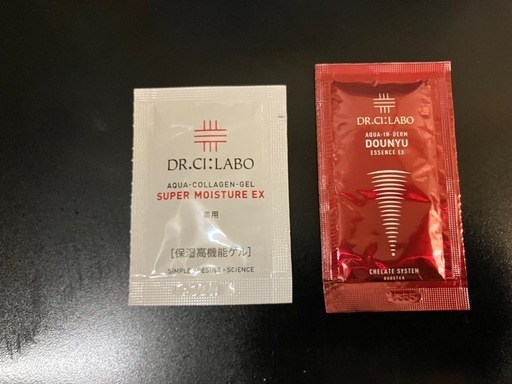 DR.CI:LABO
AQUA-COLLAGEN-GEL
SUPER MOISTURE EX
薬用
[保湿高機能ゲル]
SIMPLE・RESULT・SCIENCE
DR.CI:LABO
AQUA-IN-DERM
DOUNYU
ESSENCE EX
CHELATE SYSTEM
BOOSTER